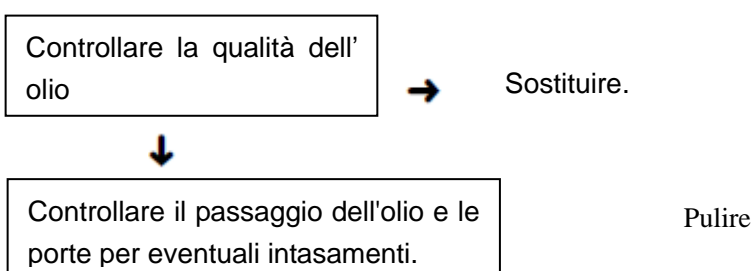 Controllare la qualità dell'
olio
Sostituire.
Controllare il passaggio dell'olio e le
porte per eventuali intasamenti.
Pulire